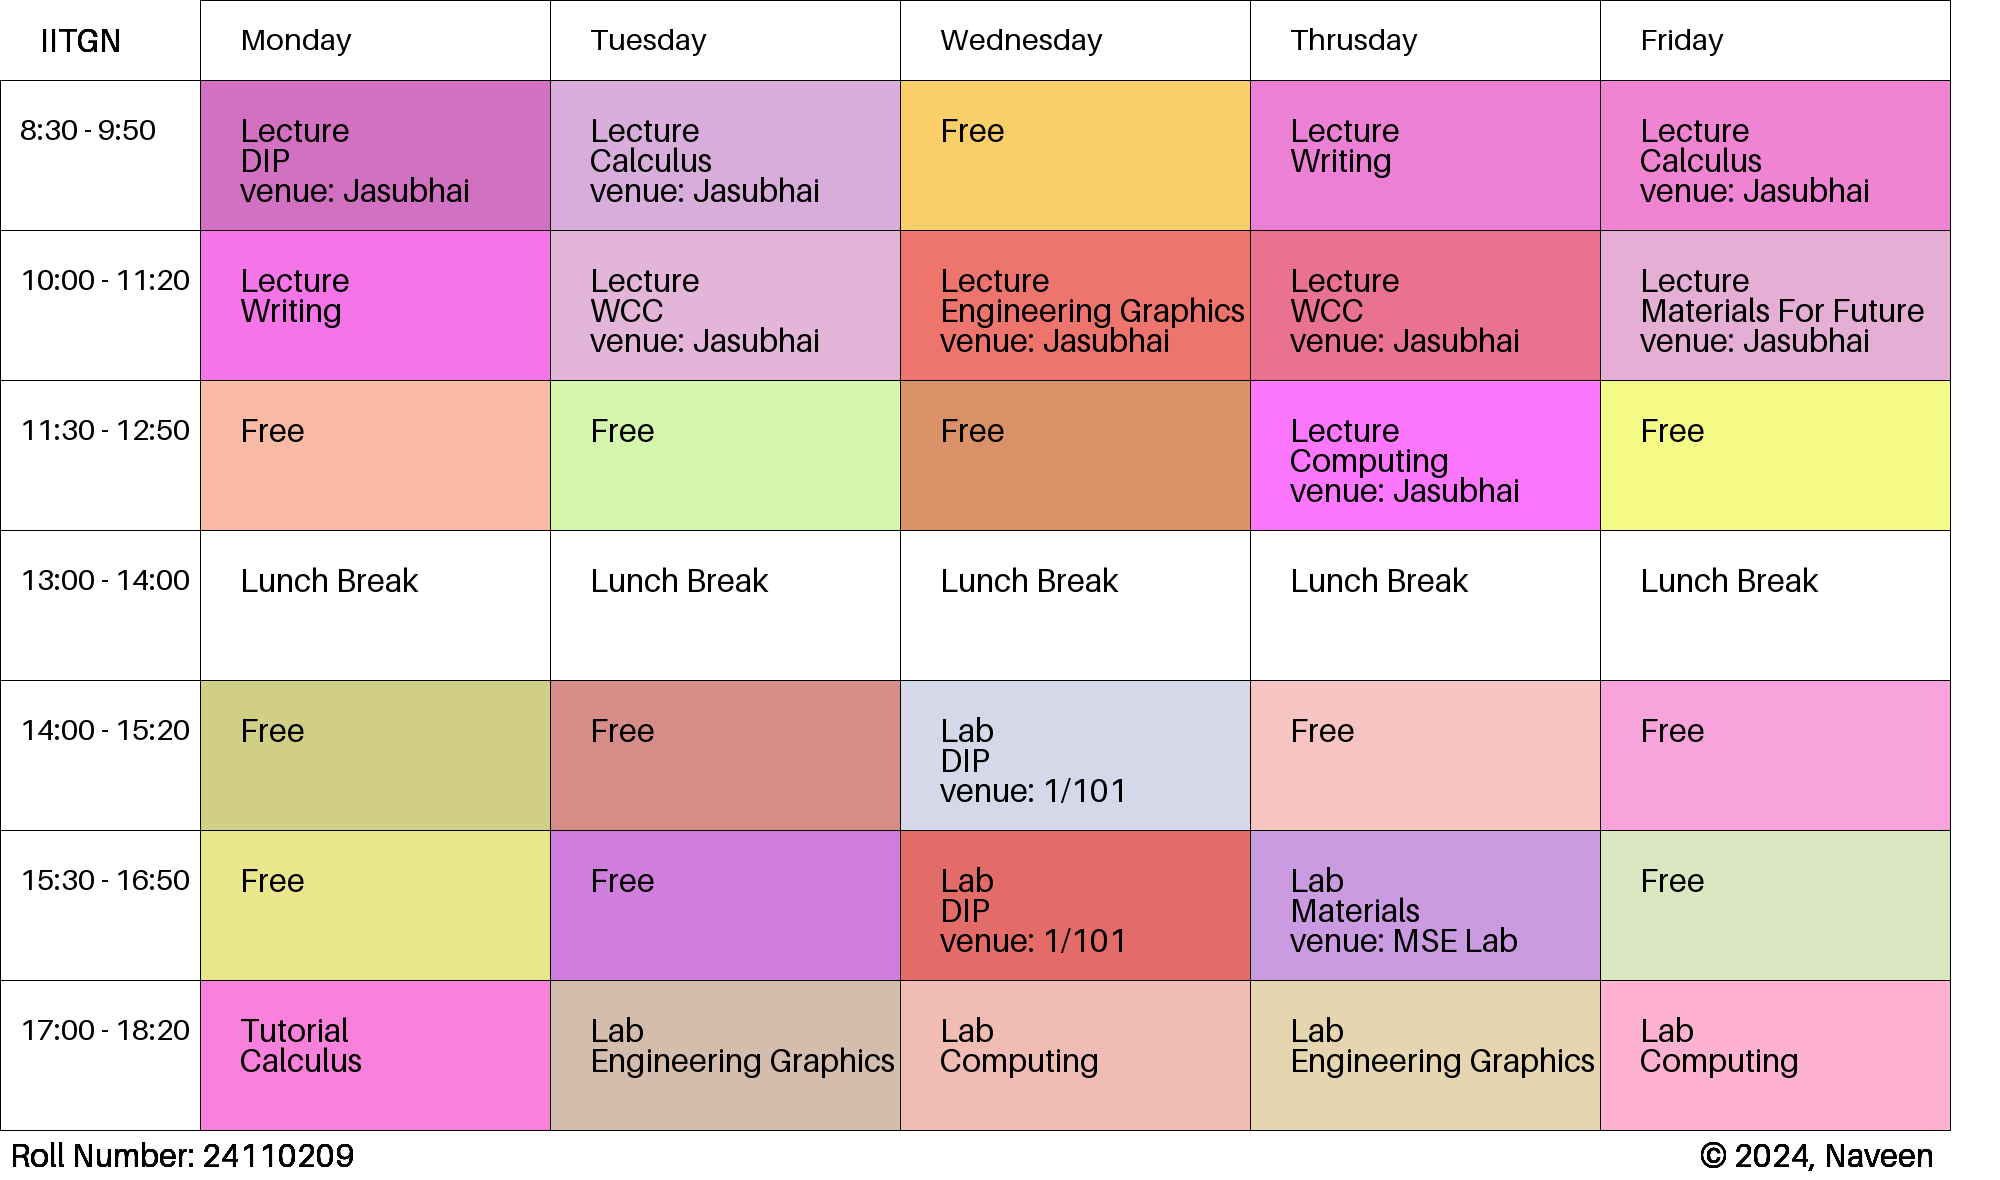 IITGN Monday Tuesday Wednesday Thrusday Friday
8:30 - 9:50
Lecture
DIP
venue: Jasubhai
Lecture
Calculus
venue: Jasubhai
Free
Lecture
Writing
Lecture
Calculus
venue: Jasubhai
10:00 - 11:20
Lecture
Writing
Lecture
WCC
venue: Jasubhai
Lecture
Engineering Graphics
venue: Jasubhai
Lecture
WCC
venue: Jasubhai
Lecture
Materials For Future
venue: Jasubhai
11:30 - 12:50
Free
Free
Free
Lecture
Computing
venue: Jasubhai
Free
13:00 - 14:00
Lunch Break
Lunch Break
Lunch Break
Lunch Break
Lunch Break
14:00 - 15:20
Free
Free
Lab
DIP
venue: 1/101
Free
Free
15:30 - 16:50
Free
Free
Lab
DIP
venue: 1/101
Lab
Materials
venue: MSE Lab
Free
17:00 - 18:20
Tutorial
Calculus
Lab
Engineering Graphics
Lab
Computing
Lab
Engineering Graphics
Lab
Computing
Roll Number: 24110209
© 2024, Naveen